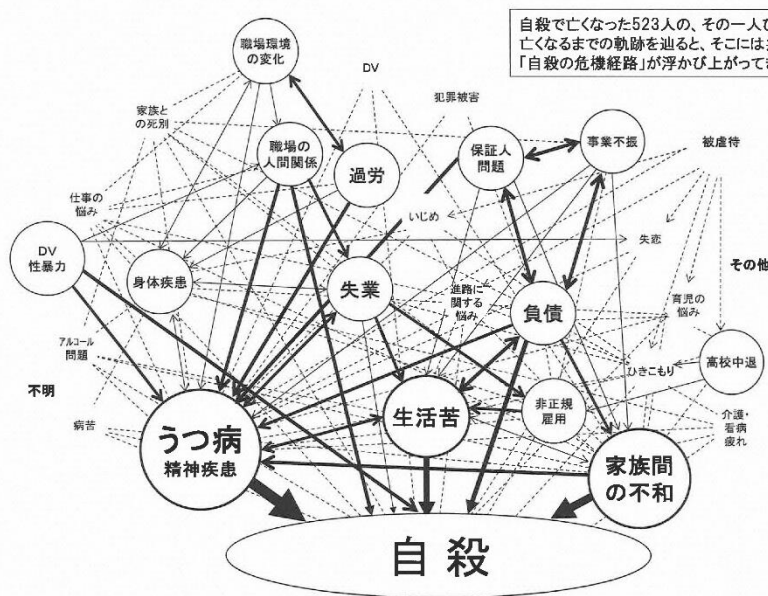 自殺で亡くなった523人の、その一人
亡くなるまでの軌跡を辿ると、そこには
「自殺の危機経路」が浮かび上がって
職場環境
の変化
DV
犯罪被害
家族と
の死別
職場の
人間関係
過労
保証人
問題
事業不振
被虐待
仕事の
悩み
いじめ
DV
性暴力
失恋
その他
身体疾患
失業
進路に
関する
悩み
負債
育児の
悩み
アルコール
問題
高校中退
ひきこもり
不明
病苦
うつ病
精神疾患
生活苦
非正規
雇用
介護・
看病
疲れ
家族間
の不和
自殺